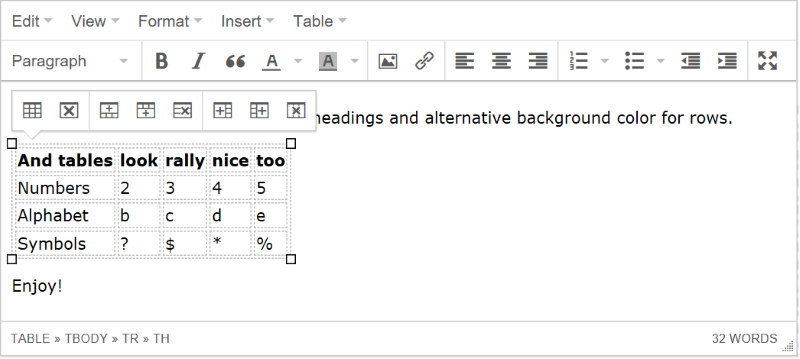 Edit View Format Insert Table
Paragraph B I “ A A
headings and alternative background color for rows.
And tables look rally nice too
Numbers 2 3 4 5
Alphabet b c d e
Symbols ? $ * %
Enjoy!
TABLE » TBODY » TR » TH 32 WORDS